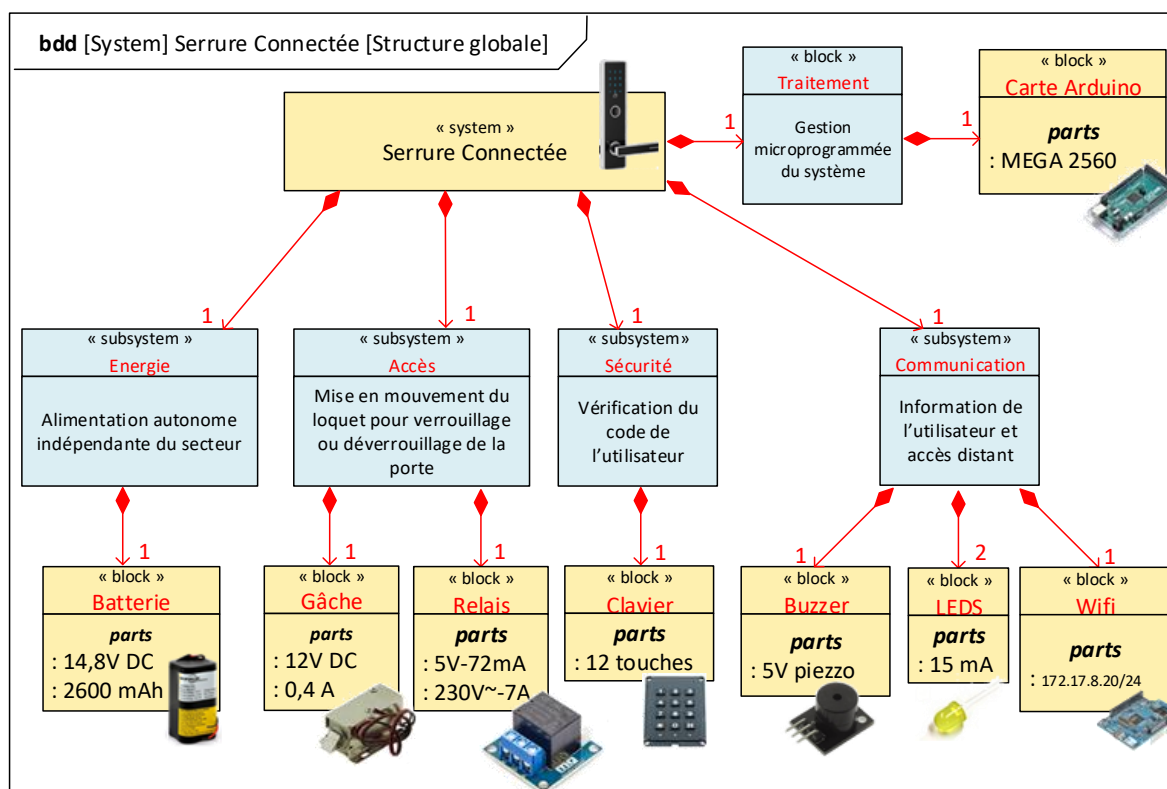 bdd [System] Serrure Connectée [Structure globale]
« system »
Serrure Connectée
1
« block »
Traitement
Gestion
microprogrammée
du système
1
« block »
Carte Arduino
parts
: MEGA 2560
1
« subsystem »
Energie
Alimentation autonome
indépendante du secteur
1
« subsystem »
Accès
Mise en mouvement du
loquet pour verrouillage
ou déverrouillage de la
porte
1
« subsystem»
Sécurité
Vérification du
code de
l’utilisateur
1
« subsystem»
Communication
Information de
l’utilisateur et
accès distant
1
« block »
Batterie
parts
: 14,8V DC
: 2600 mAh
1
« block »
Gâche
parts
: 12V DC
: 0,4 A
1
« block »
Relais
parts
: 5V-72mA
: 230V~-7A
1
« block »
Clavier
parts
: 12 touches
1
« block »
Buzzer
parts
: 5V piezzo
2
« block »
LEDS
parts
: 15 mA
1
« block »
Wifi
parts
: 172.17.8.20/24